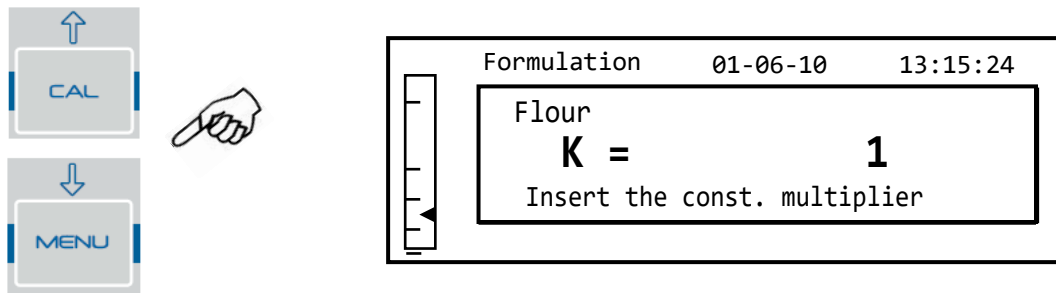 CAL
MENU
Formulation 01-06-10 13:15:24
Flour
K = 1
Insert the const. multiplier